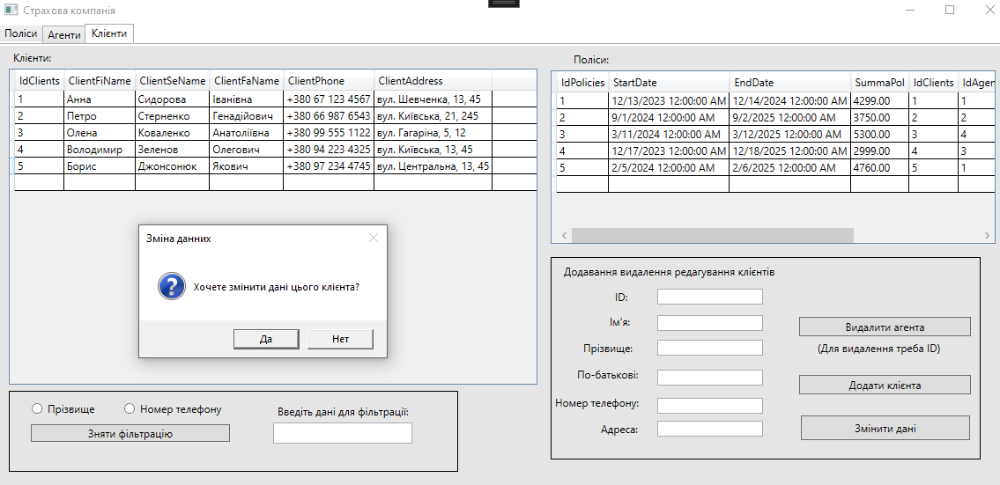 Страхова компанія
Поліси Агенти Клієнти
Клієнти:
IdClients ClientFiName ClientSeName ClientFaName ClientPhone ClientAddress
1 Анна Сидорова Іванівна +380 67 123 4567 вул. Шевченка, 13, 45
2 Петро Стерненко Генадійович +380 66 987 6543 вул. Київська, 21, 245
3 Олена Коваленко Анатоліївна +380 99 555 1122 вул. Гагаріна, 5, 12
4 Володимир Зеленов Олегович +380 94 223 4325 вул. Київська, 13, 45
5 Борис Джонсонюк Якович +380 97 234 4745 вул. Центральна, 13, 45
Поліси:
IdPolicies StartDate EndDate SummaPol IdClients IdAgen
1 12/13/2023 12:00:00 AM 12/14/2024 12:00:00 AM 4299.00 1 1
2 9/1/2024 12:00:00 AM 9/2/2025 12:00:00 AM 3750.00 2 2
3 3/11/2024 12:00:00 AM 3/12/2025 12:00:00 AM 5300.00 3 4
4 12/17/2023 12:00:00 AM 12/18/2025 12:00:00 AM 2999.00 4 3
5 2/5/2024 12:00:00 AM 2/6/2025 12:00:00 AM 4760.00 5 1
Зміна данних
Хочете змінити дані цього клієнта?
Да Нет
Додавання видалення редагування клієнтів
ID:
Ім'я:
Прізвище:
По-батькові:
Номер телефону:
Адреса:
Видалити агента
(Для видалення треба ID)
Додати клієнта
Змінити дані
Прізвище Номер телефону
Зняти фільтрацію
Введіть дані для фільтрації: